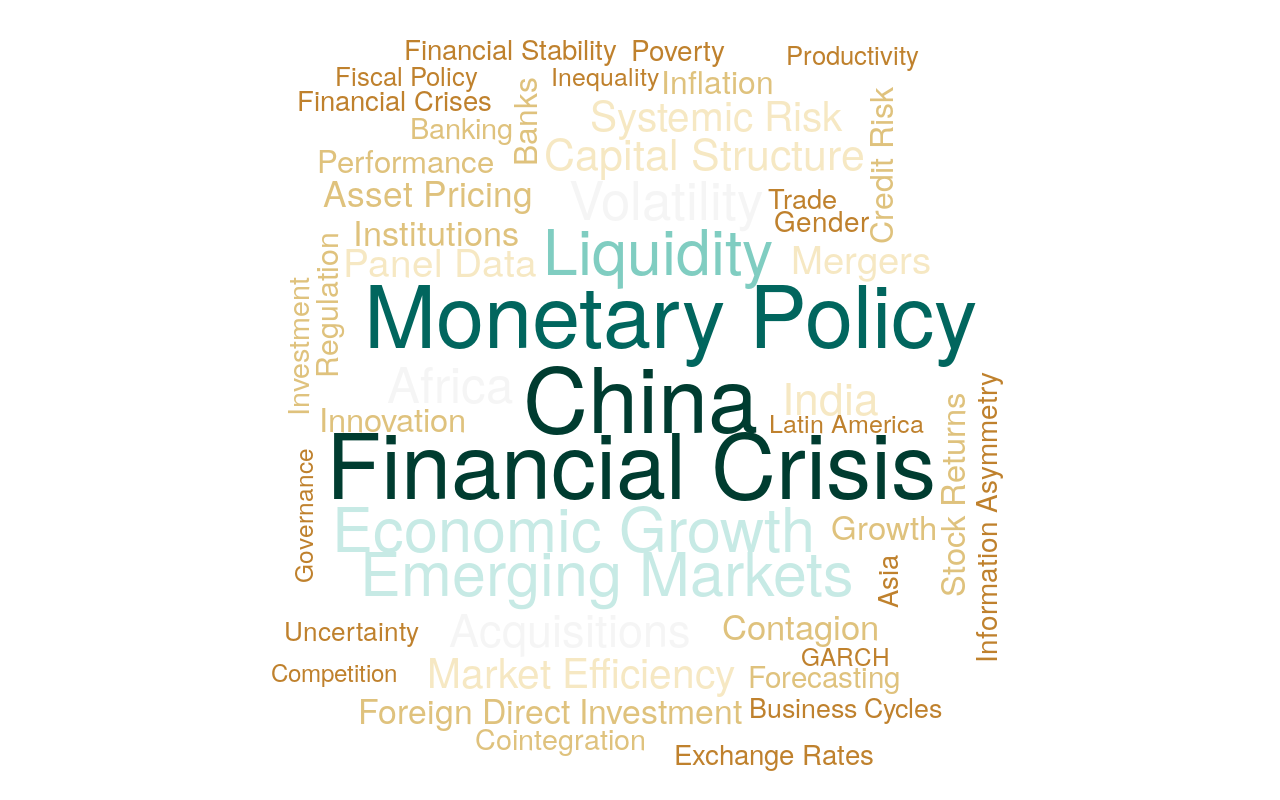 Financial Stability
Poverty
Productivity
Fiscal Policy
Inequality
Inflation
Financial Crises
Banks
Systemic Risk
Credit Risk
Banking
Capital Structure
Performance
Asset Pricing
Volatility
Trade
Gender
Institutions
Liquidity
Panel Data
Mergers
Regulation
Investment
Monetary Policy
Africa
China
India
Innovation
Latin America
Financial Crisis
Stock Returns
Information Asymmetry
Governance
Economic Growth
Growth
Emerging Markets
Asia
Uncertainty
Acquisitions
Contagion
GARCH
Competition
Market Efficiency
Forecasting
Foreign Direct Investment
Business Cycles
Cointegration
Exchange Rates